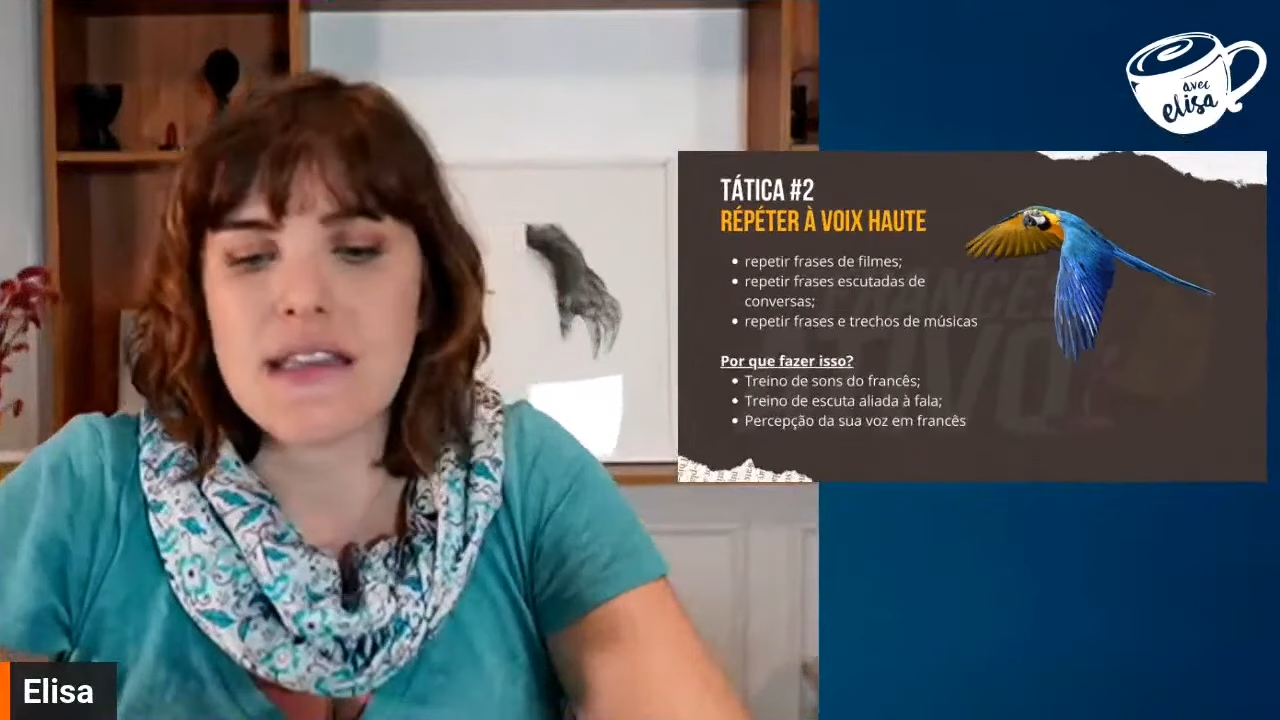 avec
elisa
TÁTICA #2
RÉPÉTER À VOIX HAUTE
repetir frases de filmes;
repetir frases escutadas de
conversas;
repetir frases e trechos de músicas
Por que fazer isso?
Treino de sons do francês;
Treino de escuta aliada à fala;
Percepção da sua voz em francês
Elisa